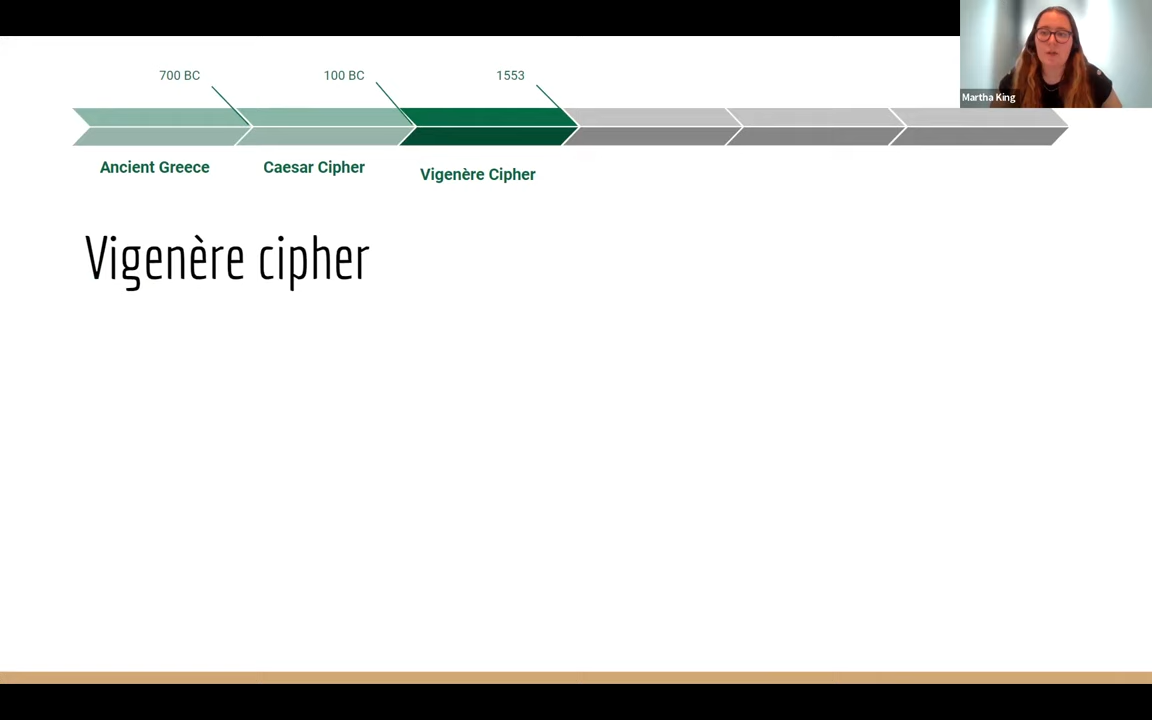 Martha King
700 BC
100 BC
1553
Ancient Greece
Caesar Cipher
Vigenère Cipher
Vigenère cipher